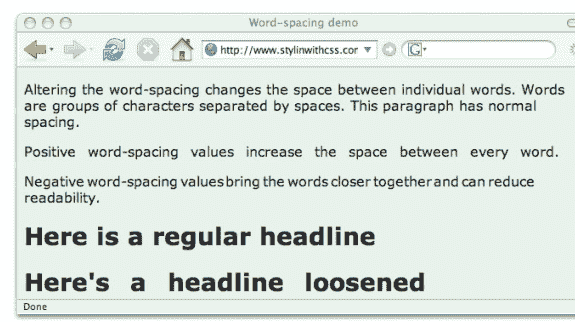 Word-spacing demo
http://www.stylinwithcss.cor
G
Altering the word-spacing changes the space between individual words. Words
are groups of characters separated by spaces. This paragraph has normal
spacing.
Positive word-spacing values increase the space between every word.
Negative word-spacing values bring the words closer together and can reduce
readability.
Here is a regular headline
Here's a headline loosened
Done